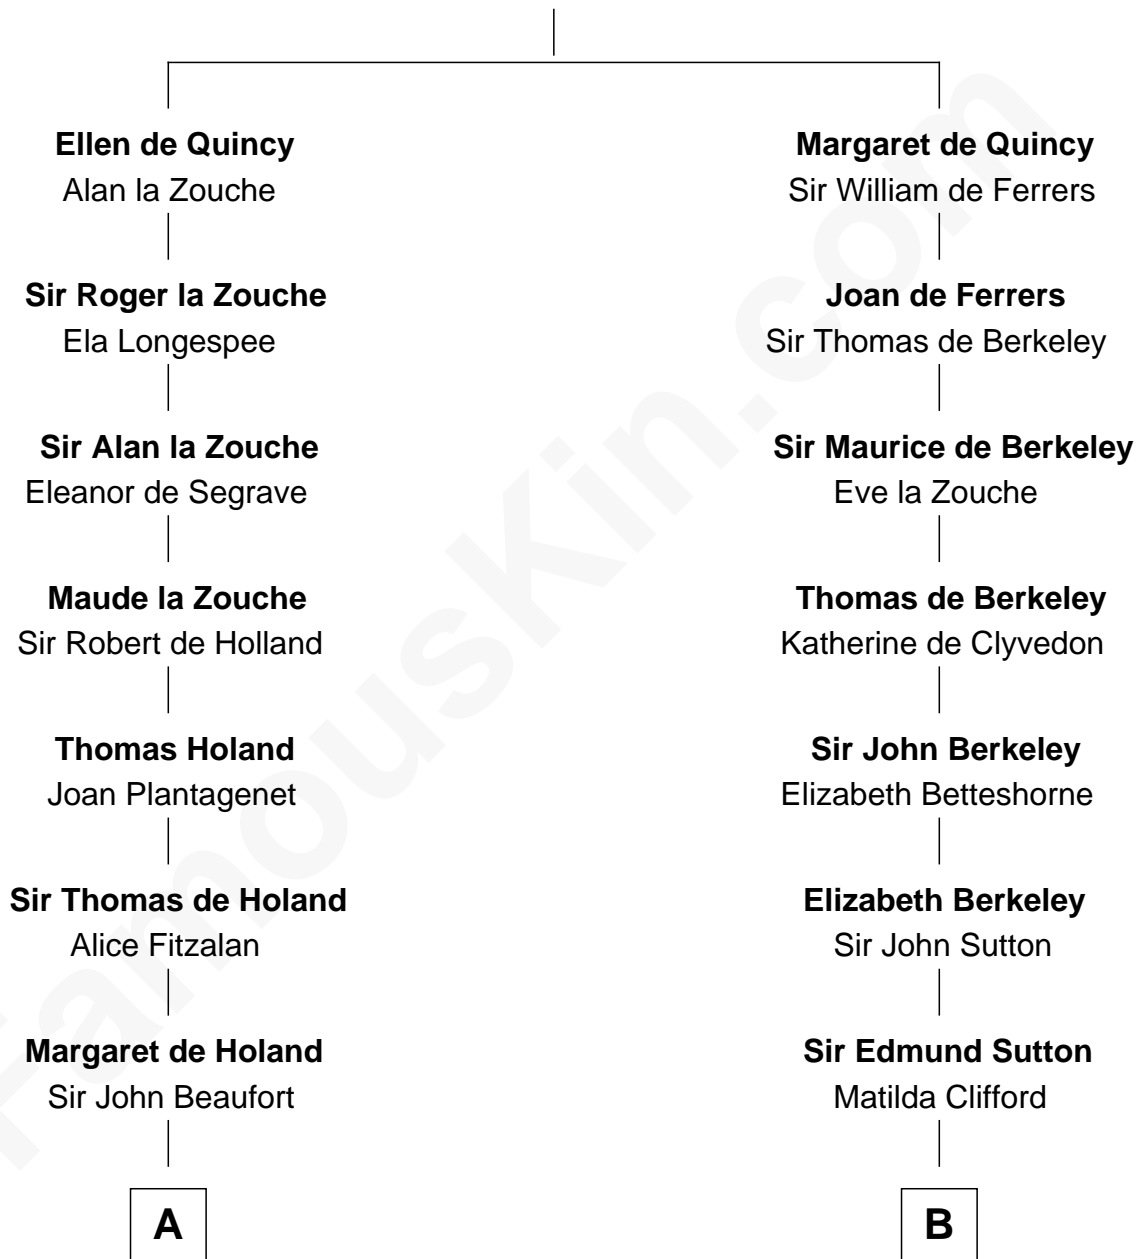 Ellen de Quincy
Alan la Zouche
Margaret de Quincy
Sir William de Ferrers
Sir Roger la Zouche
Ela Longespee
Joan de Ferrers
Sir Thomas de Berkeley
Sir Alan la Zouche
Eleanor de Segrave
Sir Maurice de Berkeley
Eve la Zouche
Maude la Zouche
Sir Robert de Holland
Thomas de Berkeley
Katherine de Clyvedon
Thomas Holand
Joan Plantagenet
Sir John Berkeley
Elizabeth Betteshorne
Sir Thomas de Holand
Alice Fitzalan
Elizabeth Berkeley
Sir John Sutton
Margaret de Holand
Sir John Beaufort
Sir Edmund Sutton
Matilda Clifford
A
B
FamousKin.com